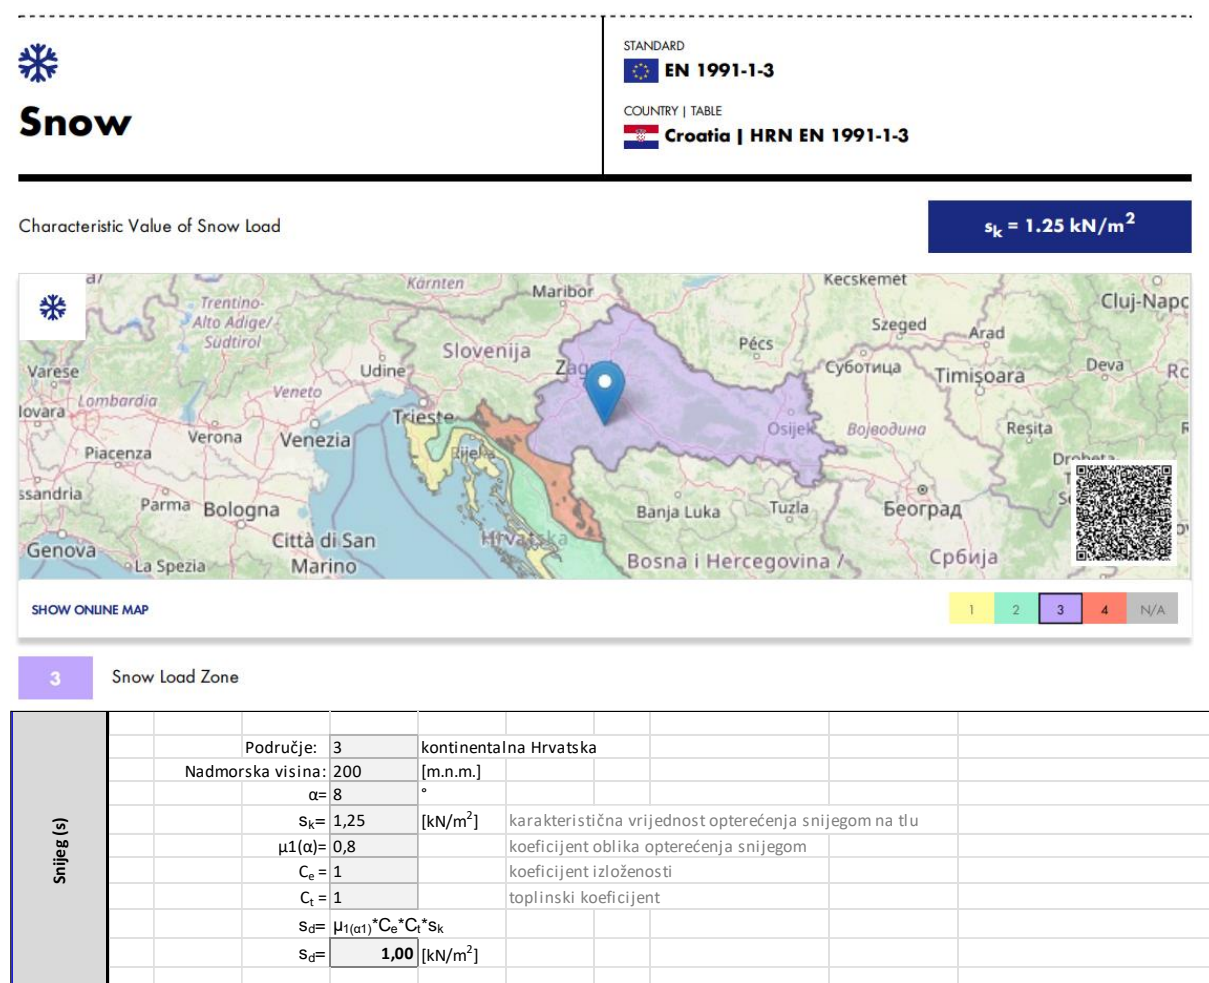 STANDARD
EN 1991-1-3
Snow
COUNTRY | TABLE
Croatia | HRN EN 1991-1-3
Characteristic Value of Snow Load
sk = 1.25 kN/m2
Kärnten
Maribor
Kecskemét
Cluj-Napo
Trentino-
Alto Adige/
Südtirol
Slovenija
Zag
Pécs
Szeged
Arad
Varese
Udine
Суботица
Timișoara
Deva
Lombardia
Veneto
Trieste
lovara
Verona
Venezia
Rijeka
Osijek
Војводина
Reșița
Piacenza
Drobeta-
ssandria
Parma
Bologna
Banja Luka
Tuzla
Београд
Città di San
Marino
Hrvatska
Genova
La Spezia
Bosna i Hercegovina /
Србија
SHOW ONLINE MAP
1 2 3 4 N/A
3 Snow Load Zone
Snijeg (s)
Područje: 3 kontinentalna Hrvatska
Nadmorska visina: 200 [m.n.m.]
α= 8 °
sk= 1,25 [kN/m2] karakteristična vrijednost opterećenja snijegom na tlu
μ1(α)= 0,8 koeficijent oblika opterećenja snijegom
Ce = 1 koeficijent izloženosti
Ct = 1 toplinski koeficijent
sd= μ1(α1)*Ce*Ct*sk
sd= 1,00 [kN/m2]